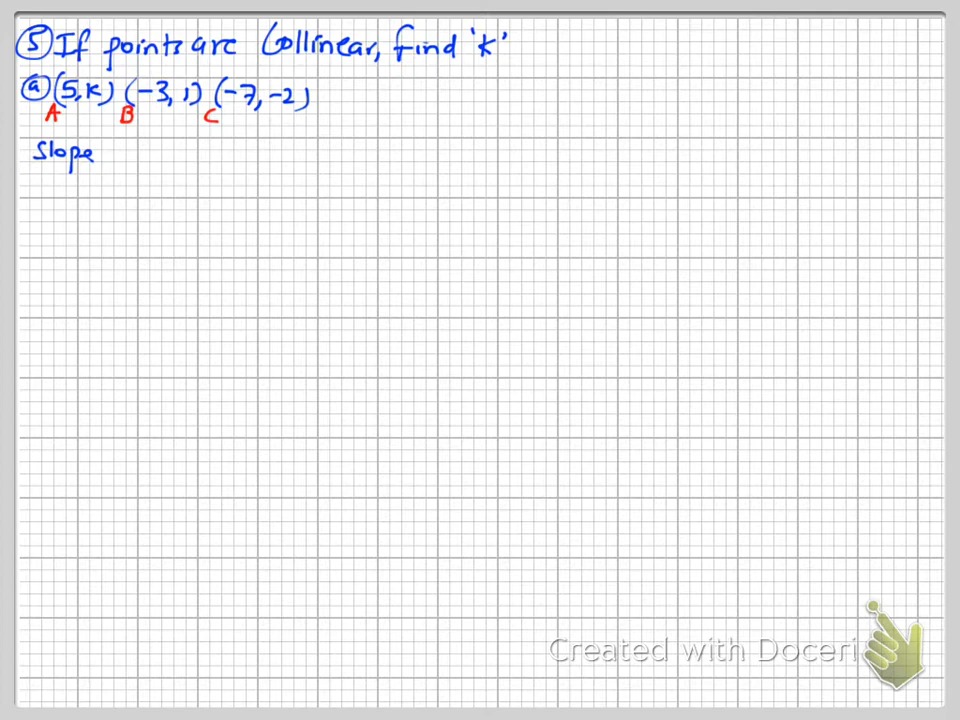 ⑤ If points are Collinear, find 'k'
ⓐ (5, k) (-3, 1) (-7, -2)
A B C
Slope
Created with Doceri